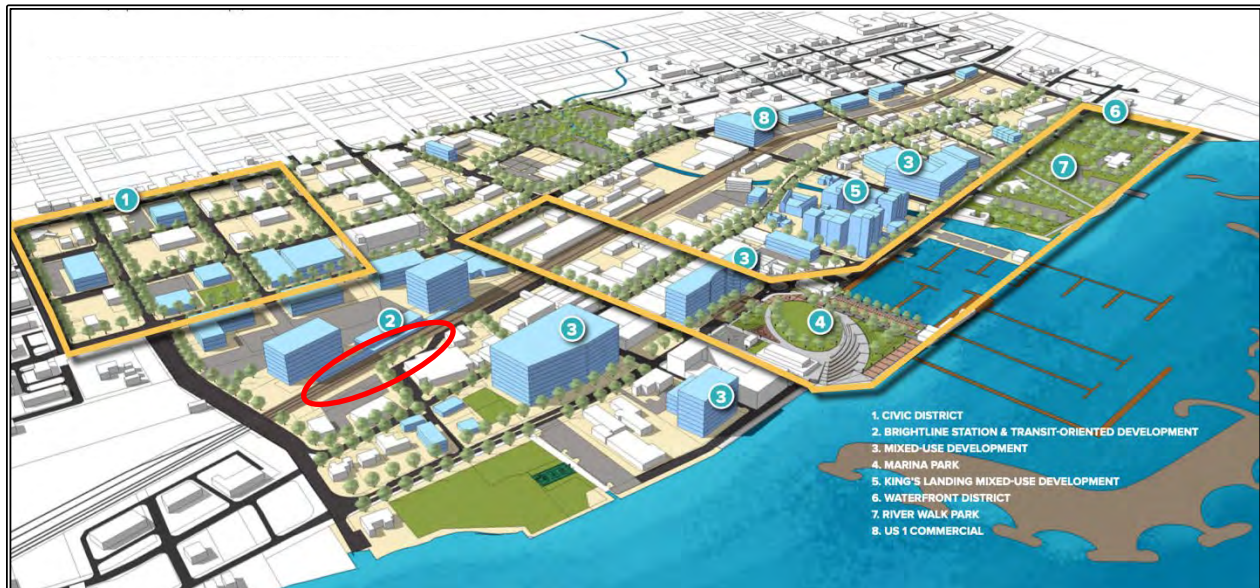 8
6
1
3
7
5
3
2
3
4
3
1. CIVIC DISTRICT
2. BRIGHTLINE STATION & TRANSIT-ORIENTED DEVELOPMENT
3. MIXED-USE DEVELOPMENT
4. MARINA PARK
5. KING'S LANDING MIXED-USE DEVELOPMENT
6. WATERFRONT DISTRICT
7. RIVER WALK PARK
8. US 1 COMMERCIAL